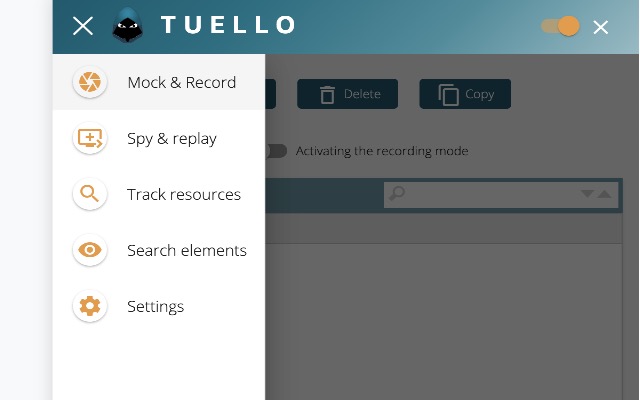 TUELLO
Mock & Record
Delete
Copy
Spy & replay
Activating the recording mode
Track resources
Search elements
Settings